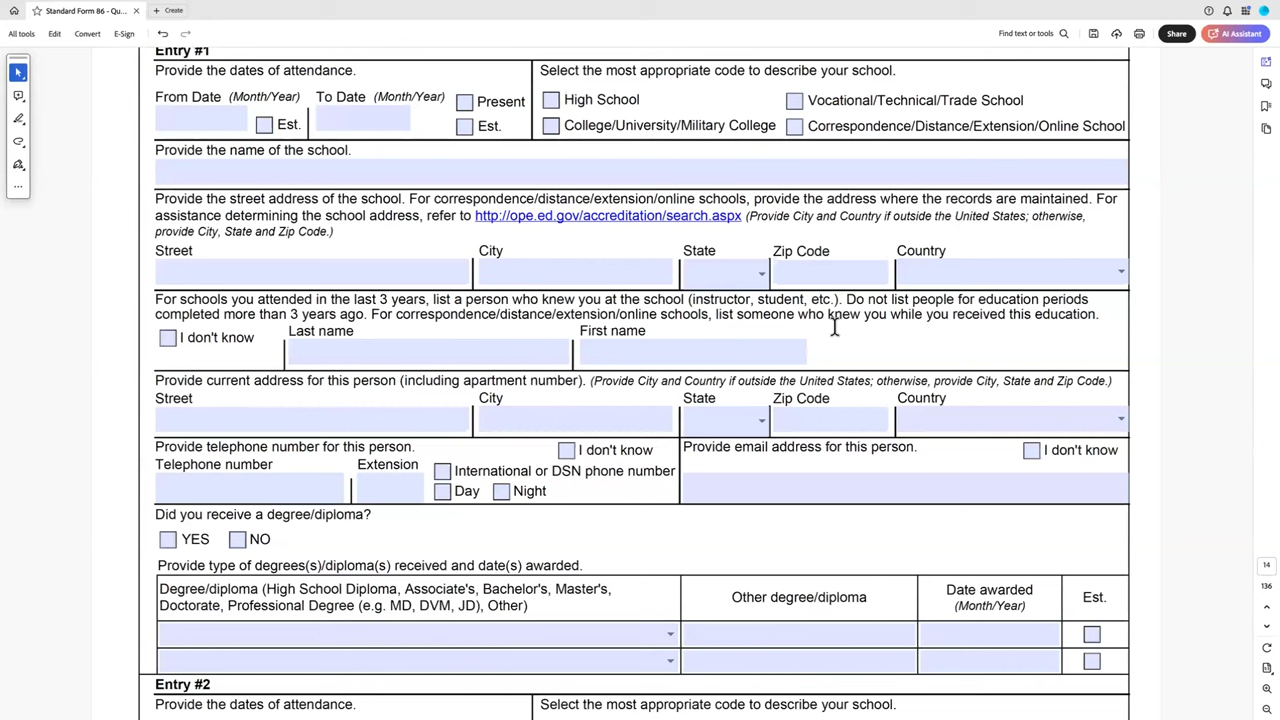 Standard Form 86 - Qu...
Create
All tools
Edit
Convert
E-Sign
Find text or tools
Share
AI Assistant
Entry #1
Provide the dates of attendance.
Select the most appropriate code to describe your school.
From Date (Month/Year)
To Date (Month/Year)
Present
High School
Vocational/Technical/Trade School
Est.
Est.
College/University/Military College
Correspondence/Distance/Extension/Online School
Provide the name of the school.
Provide the street address of the school. For correspondence/distance/extension/online schools, provide the address where the records are maintained. For
assistance determining the school address, refer to http://ope.ed.gov/accreditation/search.aspx (Provide City and Country if outside the United States; otherwise,
provide City, State and Zip Code.)
Street
City
State
Zip Code
Country
For schools you attended in the last 3 years, list a person who knew you at the school (instructor, student, etc.). Do not list people for education periods
completed more than 3 years ago. For correspondence/distance/extension/online schools, list someone who knew you while you received this education.
I don't know
Last name
First name
Provide current address for this person (including apartment number). (Provide City and Country if outside the United States; otherwise, provide City, State and Zip Code.)
Street
City
State
Zip Code
Country
Provide telephone number for this person.
I don't know
Provide email address for this person.
I don't know
Telephone number
Extension
International or DSN phone number
Day
Night
Did you receive a degree/diploma?
YES
NO
Provide type of degrees(s)/diploma(s) received and date(s) awarded.
Degree/diploma (High School Diploma, Associate's, Bachelor's, Master's,
Doctorate, Professional Degree (e.g. MD, DVM, JD), Other)
Other degree/diploma
Date awarded
(Month/Year)
Est.
14
136
Entry #2
Provide the dates of attendance.
Select the most appropriate code to describe your school.